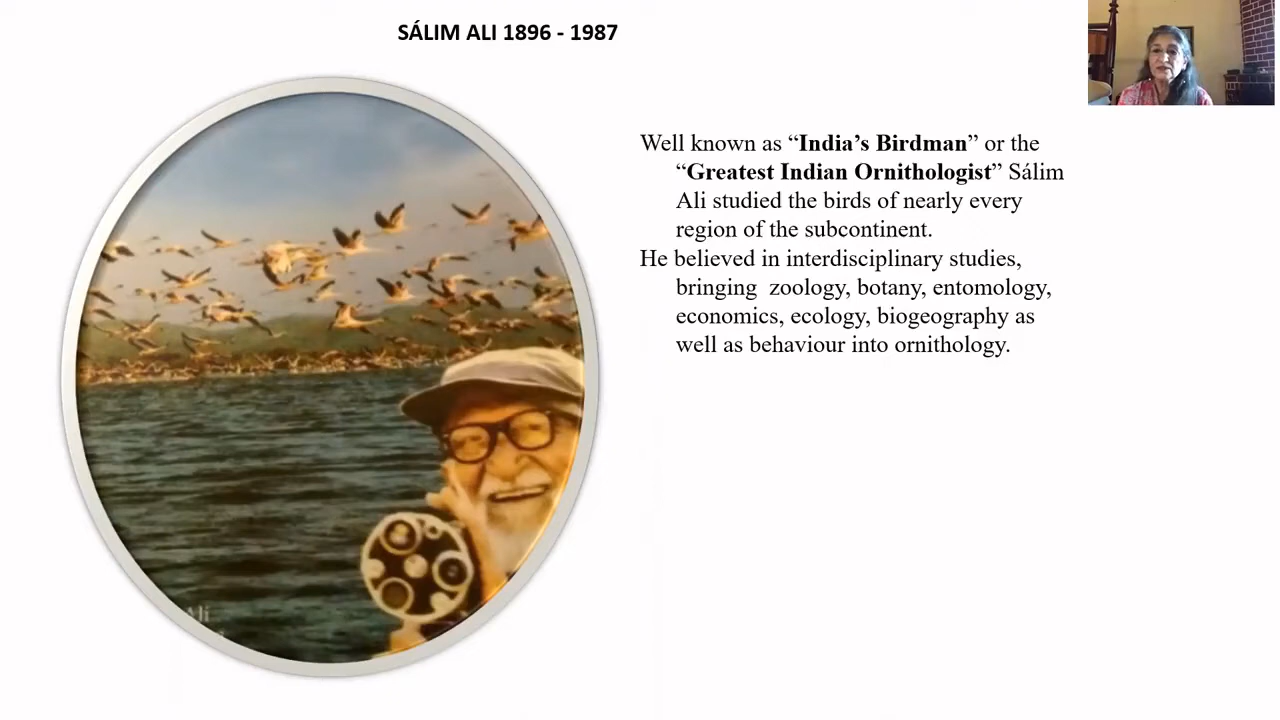 SÁLIM ALI 1896 - 1987
Well known as “India’s Birdman” or the
“Greatest Indian Ornithologist” Sálim
Ali studied the birds of nearly every
region of the subcontinent.
He believed in interdisciplinary studies,
bringing  zoology, botany, entomology,
economics, ecology, biogeography as
well as behaviour into ornithology.
Ali